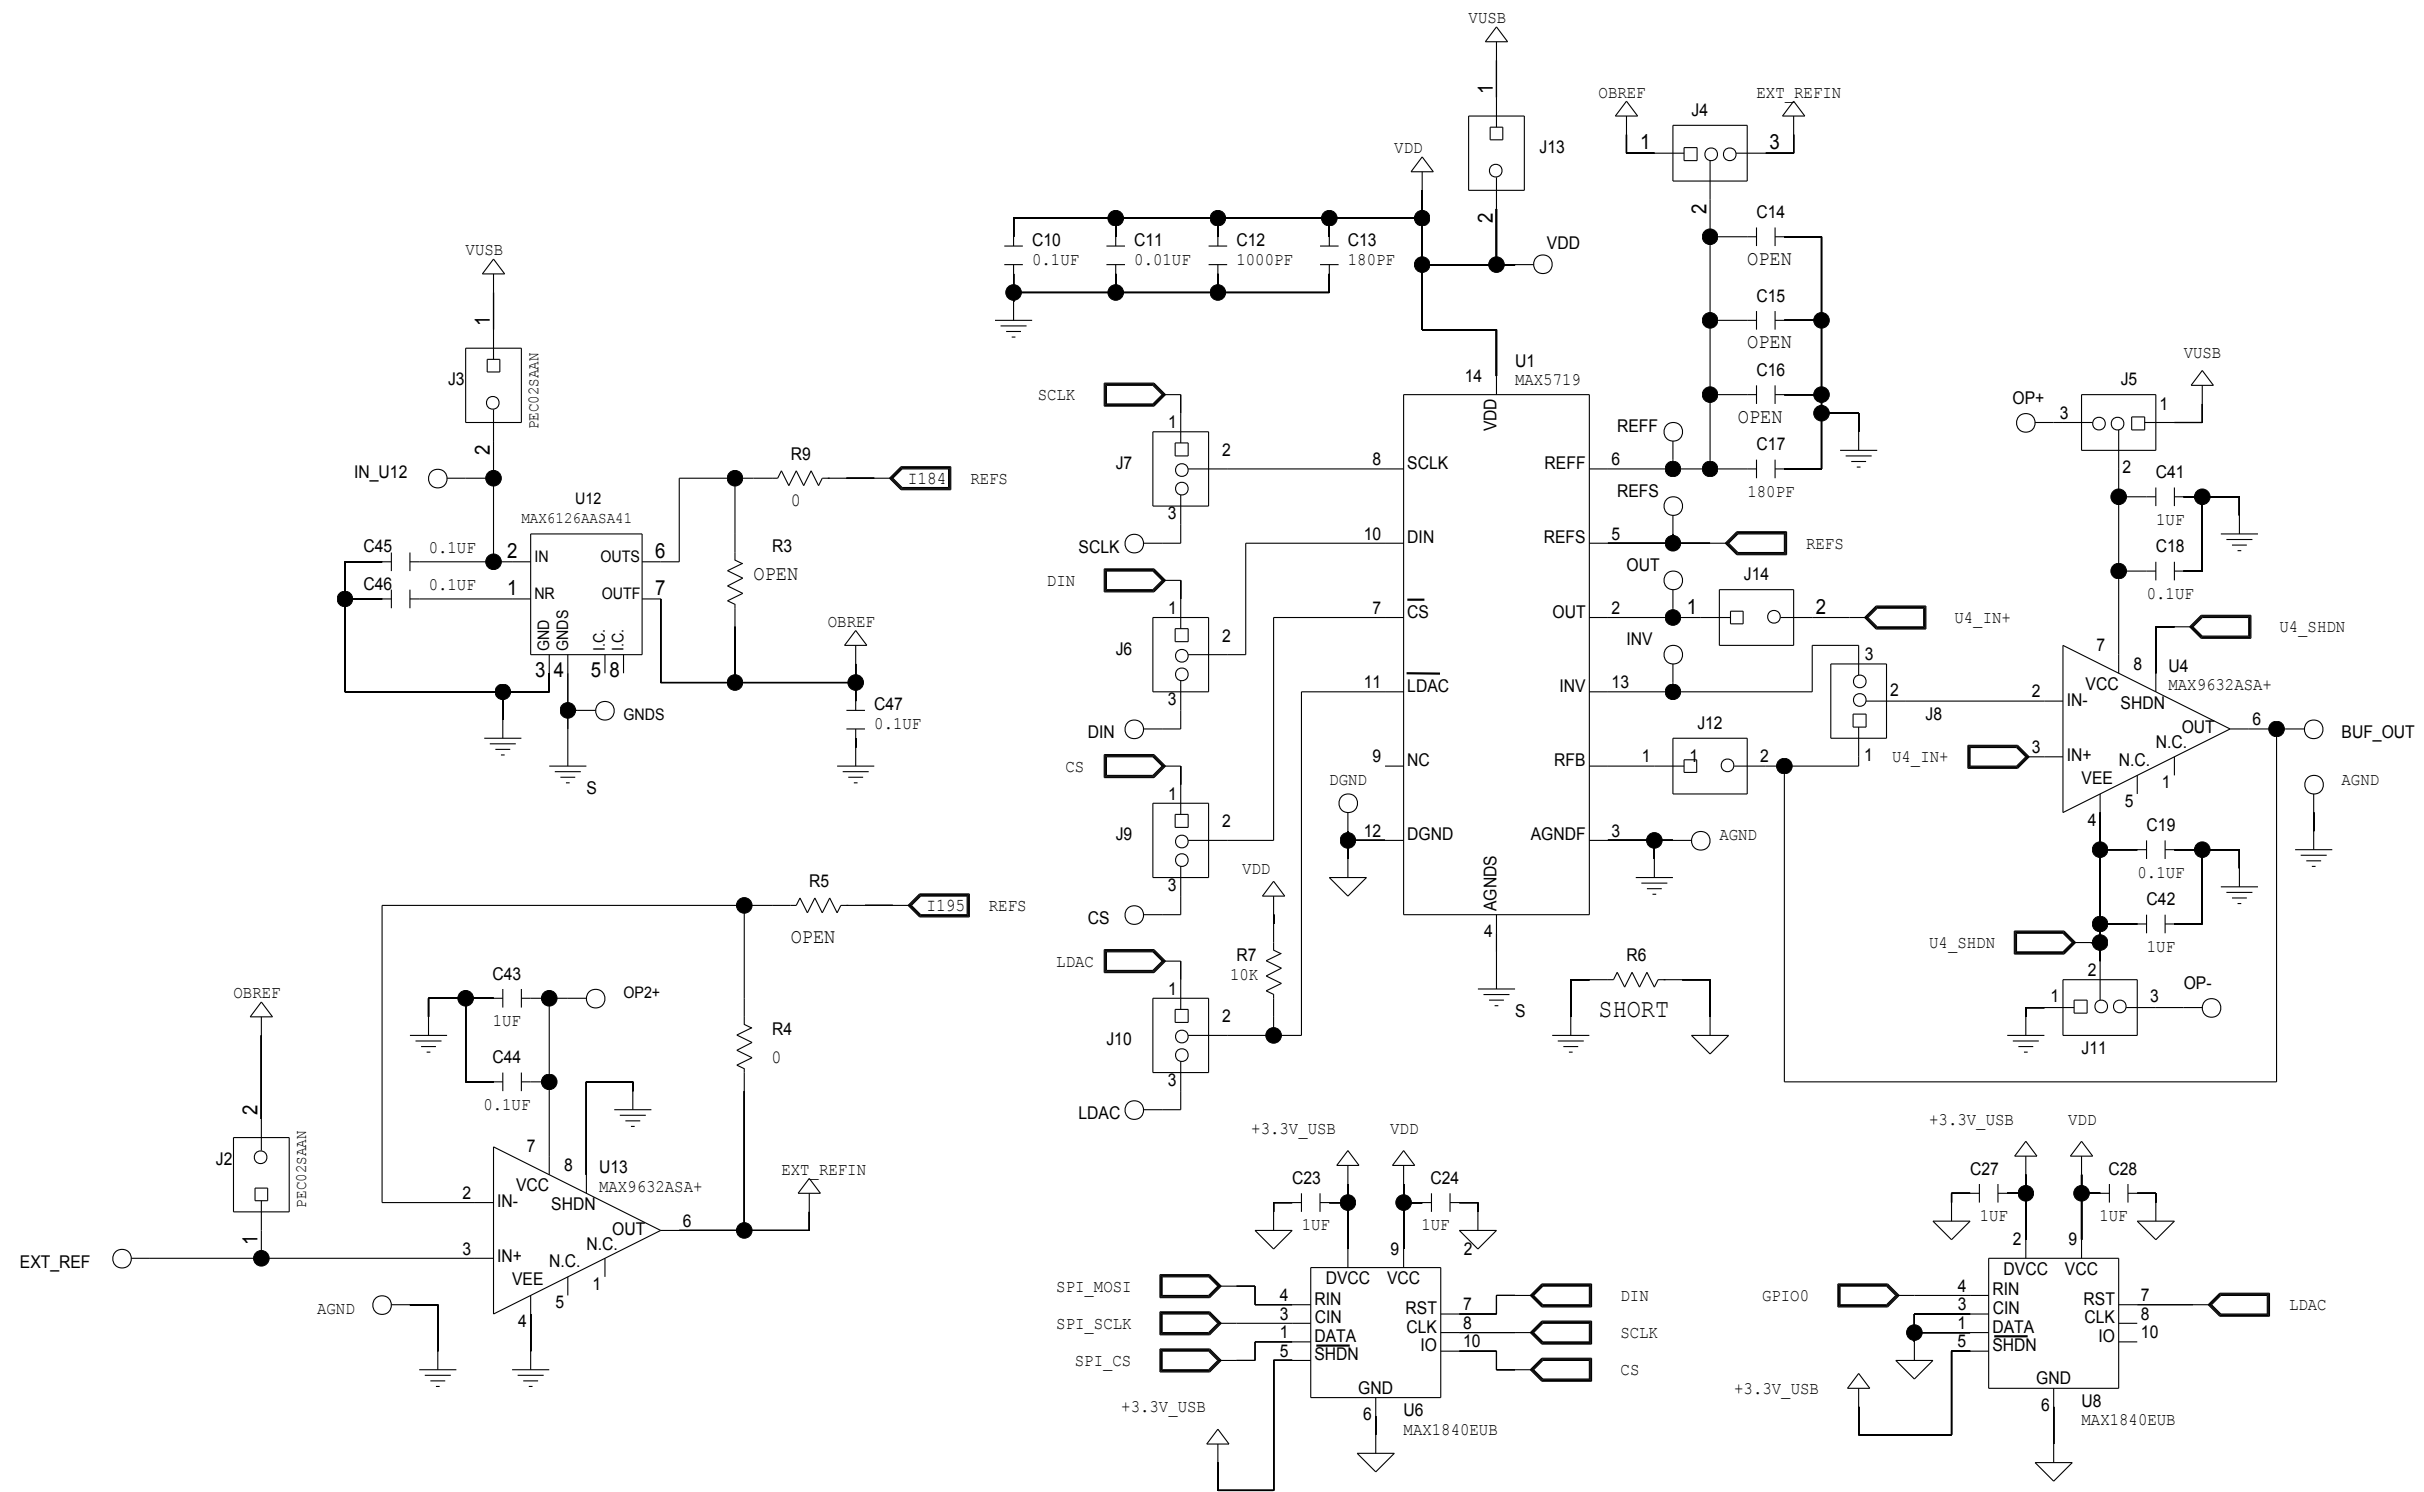 VUSB
1
J13
2
VDD
VDD
C10
0.1UF
C11
0.01UF
C12
1000PF
C13
180PF
OBREF
EXT_REFIN
J4
1
3
2
C14
OPEN
C15
OPEN
C16
OPEN
C17
180PF
VUSB
1
J3
PEC02SAAN
2
IN_U12
U12
MAX6126AASA41
C45
0.1UF
C46
0.1UF
2
IN
1
NR
OUTS
6
OUTF
7
GND
GNDS
I.C.
I.C.
3
4
5
8
GNDS
S
R9
0
I184
REFS
R3
OPEN
OBREF
C47
0.1UF
SCLK
1
J7
2
3
SCLK
DIN
1
J6
2
3
DIN
CS
1
J9
2
3
CS
LDAC
1
J10
2
3
LDAC
VDD
R7
10K
U1
MAX5719
14
VDD
8
SCLK
10
DIN
7
CS
11
LDAC
9
NC
DGND
12
DGND
REFF
6
REFF
REFS
5
REFS
REFS
OUT
2
OUT
INV
13
INV
RFB
1
AGNDF
3
AGND
AGNDS
4
S
J14
1
2
U4_IN+
J12
1
2
3
2
J8
1
U4_IN+
R6
SHORT
VUSB
J5
OP+
3
1
2
C41
1UF
C18
0.1UF
U4_SHDN
7
8
U4
MAX9632ASA+
VCC
SHDN
2
IN-
3
IN+
OUT
6
N.C.
N.C.
VEE
1
5
4
BUF_OUT
AGND
C19
0.1UF
C42
1UF
U4_SHDN
2
1
3
OP-
J11
R5
OPEN
I195
REFS
C43
1UF
OP2+
C44
0.1UF
R4
0
OBREF
2
J2
PEC02SAAN
1
EXT_REF
AGND
7
8
U13
MAX9632ASA+
VCC
SHDN
2
IN-
3
IN+
OUT
6
N.C.
N.C.
VEE
1
5
4
EXT_REFIN
+3.3V_USB
VDD
C23
1UF
C24
1UF
9
2
DVCC
VCC
SPI_MOSI
4
RIN
SPI_SCLK
3
CIN
SPI_CS
1
DATA
5
SHDN
RST
7
DIN
CLK
8
SCLK
IO
10
CS
GND
6
U6
MAX1840EUB
+3.3V_USB
+3.3V_USB
VDD
C27
1UF
C28
1UF
2
9
DVCC
VCC
GPIO0
4
RIN
3
CIN
1
DATA
5
SHDN
RST
7
LDAC
CLK
8
IO
10
GND
6
U8
MAX1840EUB
+3.3V_USB